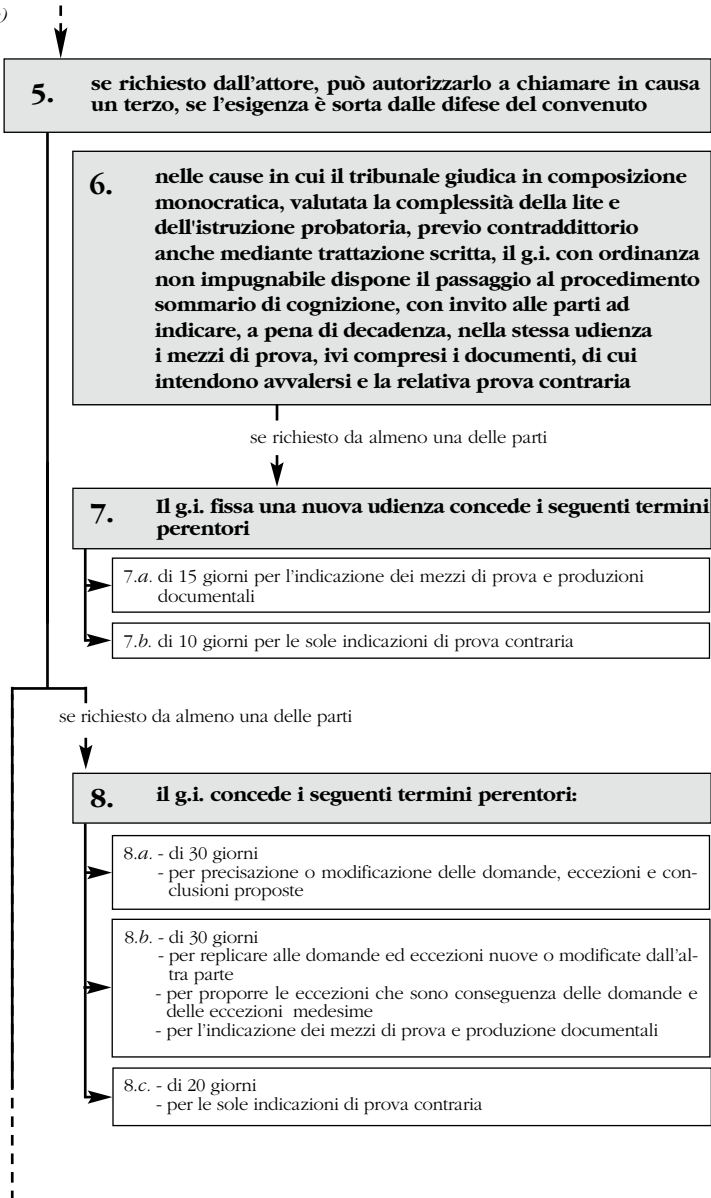 )
5. se richiesto dall'attore, può autorizzarlo a chiamare in causa
un terzo, se l'esigenza è sorta dalle difese del convenuto
6. nelle cause in cui il tribunale giudica in composizione
monocratica, valutata la complessità della lite e
dell'istruzione probatoria, previo contraddittorio
anche mediante trattazione scritta, il g.i. con ordinanza
non impugnabile dispone il passaggio al procedimento
sommario di cognizione, con invito alle parti ad
indicare, a pena di decadenza, nella stessa udienza
i mezzi di prova, ivi compresi i documenti, di cui
intendono avvalersi e la relativa prova contraria
se richiesto da almeno una delle parti
7. Il g.i. fissa una nuova udienza concede i seguenti termini
perentori
7.a. di 15 giorni per l'indicazione dei mezzi di prova e produzioni
documentali
7.b. di 10 giorni per le sole indicazioni di prova contraria
se richiesto da almeno una delle parti
8. il g.i. concede i seguenti termini perentori:
8.a. - di 30 giorni
- per precisazione o modificazione delle domande, eccezioni e con-
clusioni proposte
8.b. - di 30 giorni
- per replicare alle domande ed eccezioni nuove o modificate dall'al-
tra parte
- per proporre le eccezioni che sono conseguenza delle domande e
delle eccezioni medesime
- per l'indicazione dei mezzi di prova e produzione documentali
8.c. - di 20 giorni
- per le sole indicazioni di prova contraria